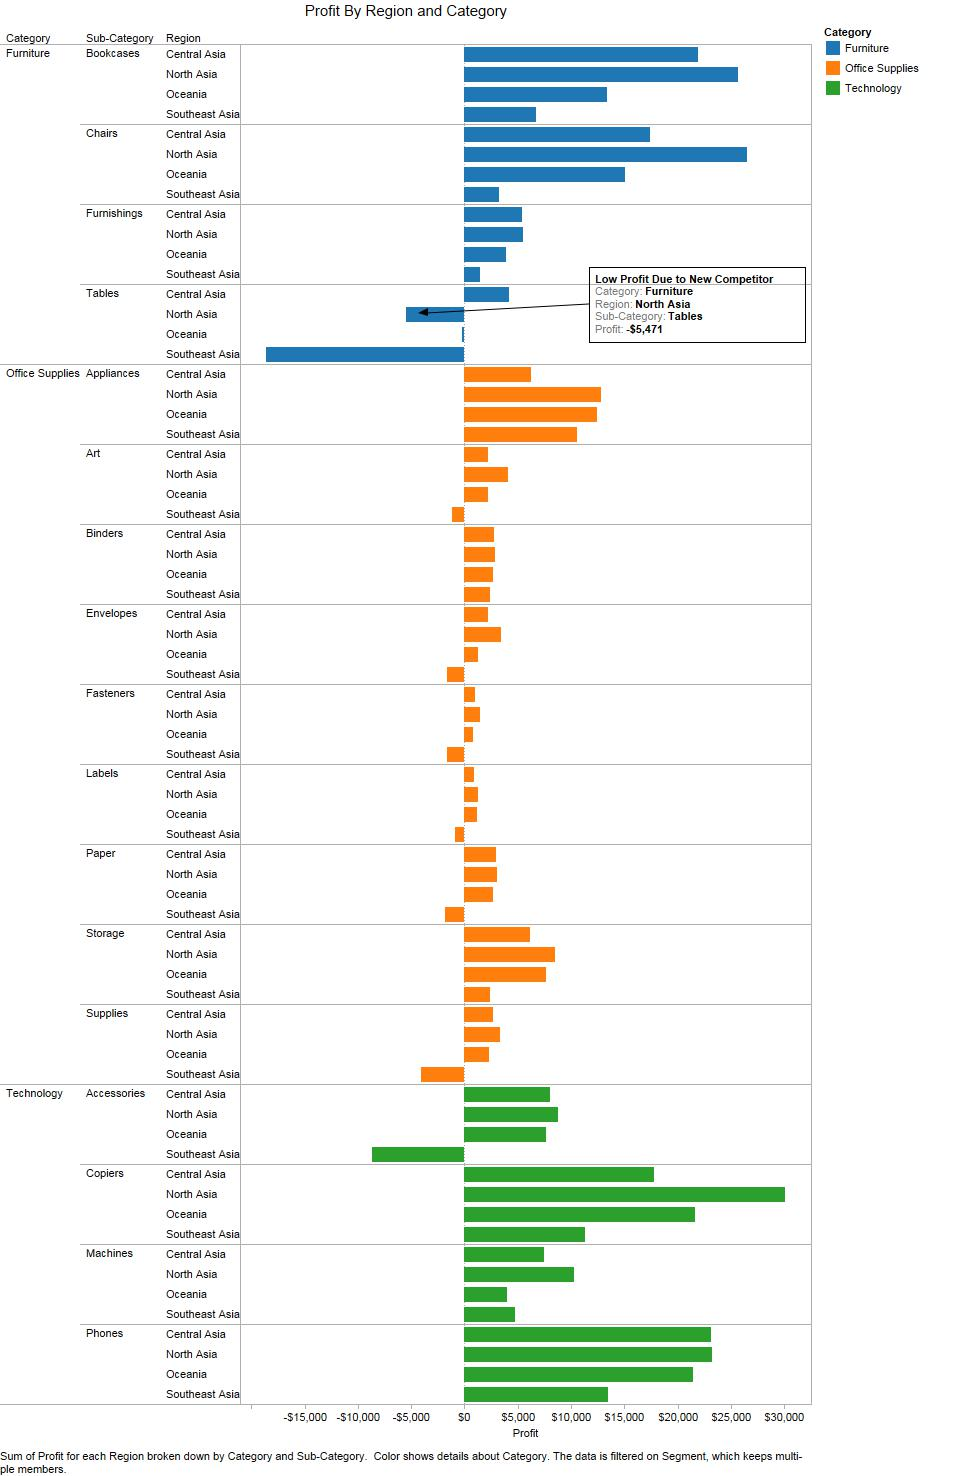 Profit By Region and Category
Category Sub-Category Region
Category
Furniture
Office Supplies
Technology
Furniture Bookcases Central Asia
North Asia
Oceania
Southeast Asia
Chairs Central Asia
North Asia
Oceania
Southeast Asia
Furnishings Central Asia
North Asia
Oceania
Southeast Asia
Tables Central Asia
North Asia
Oceania
Southeast Asia
Low Profit Due to New Competitor
Category: Furniture
Region: North Asia
Sub-Category: Tables
Profit: -$5,471
Office Supplies Appliances Central Asia
North Asia
Oceania
Southeast Asia
Art Central Asia
North Asia
Oceania
Southeast Asia
Binders Central Asia
North Asia
Oceania
Southeast Asia
Envelopes Central Asia
North Asia
Oceania
Southeast Asia
Fasteners Central Asia
North Asia
Oceania
Southeast Asia
Labels Central Asia
North Asia
Oceania
Southeast Asia
Paper Central Asia
North Asia
Oceania
Southeast Asia
Storage Central Asia
North Asia
Oceania
Southeast Asia
Supplies Central Asia
North Asia
Oceania
Southeast Asia
Technology Accessories Central Asia
North Asia
Oceania
Southeast Asia
Copiers Central Asia
North Asia
Oceania
Southeast Asia
Machines Central Asia
North Asia
Oceania
Southeast Asia
Phones Central Asia
North Asia
Oceania
Southeast Asia
-$15,000 -$10,000 -$5,000 $0 $5,000 $10,000 $15,000 $20,000 $25,000 $30,000
Profit
Sum of Profit for each Region broken down by Category and Sub-Category.  Color shows details about Category. The data is filtered on Segment, which keeps multi-
ple members.